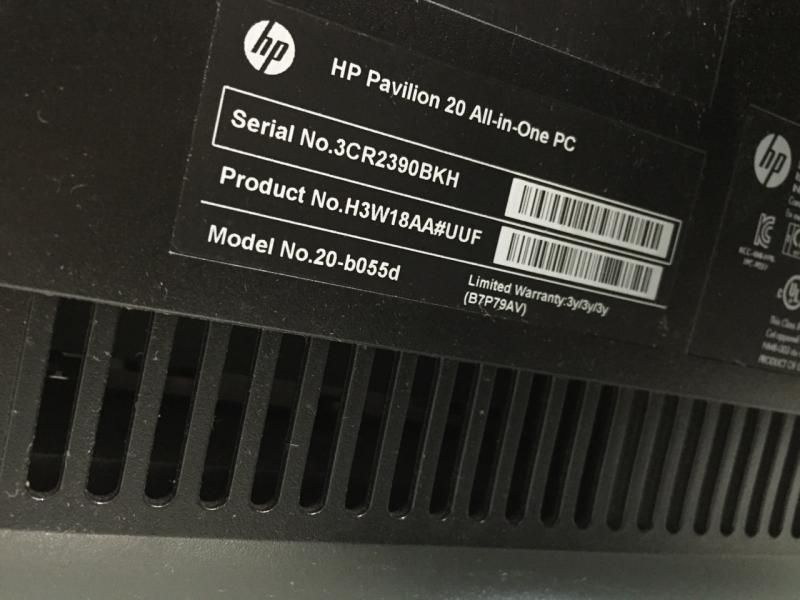 hp
HP Pavilion 20 All-in-One PC
Serial No.3CR2390BKH
Product No.H3W18AA#UUF
Model No.20-b055d
Limited Warranty:3y/3y/3y
(B7P79AV)
hp